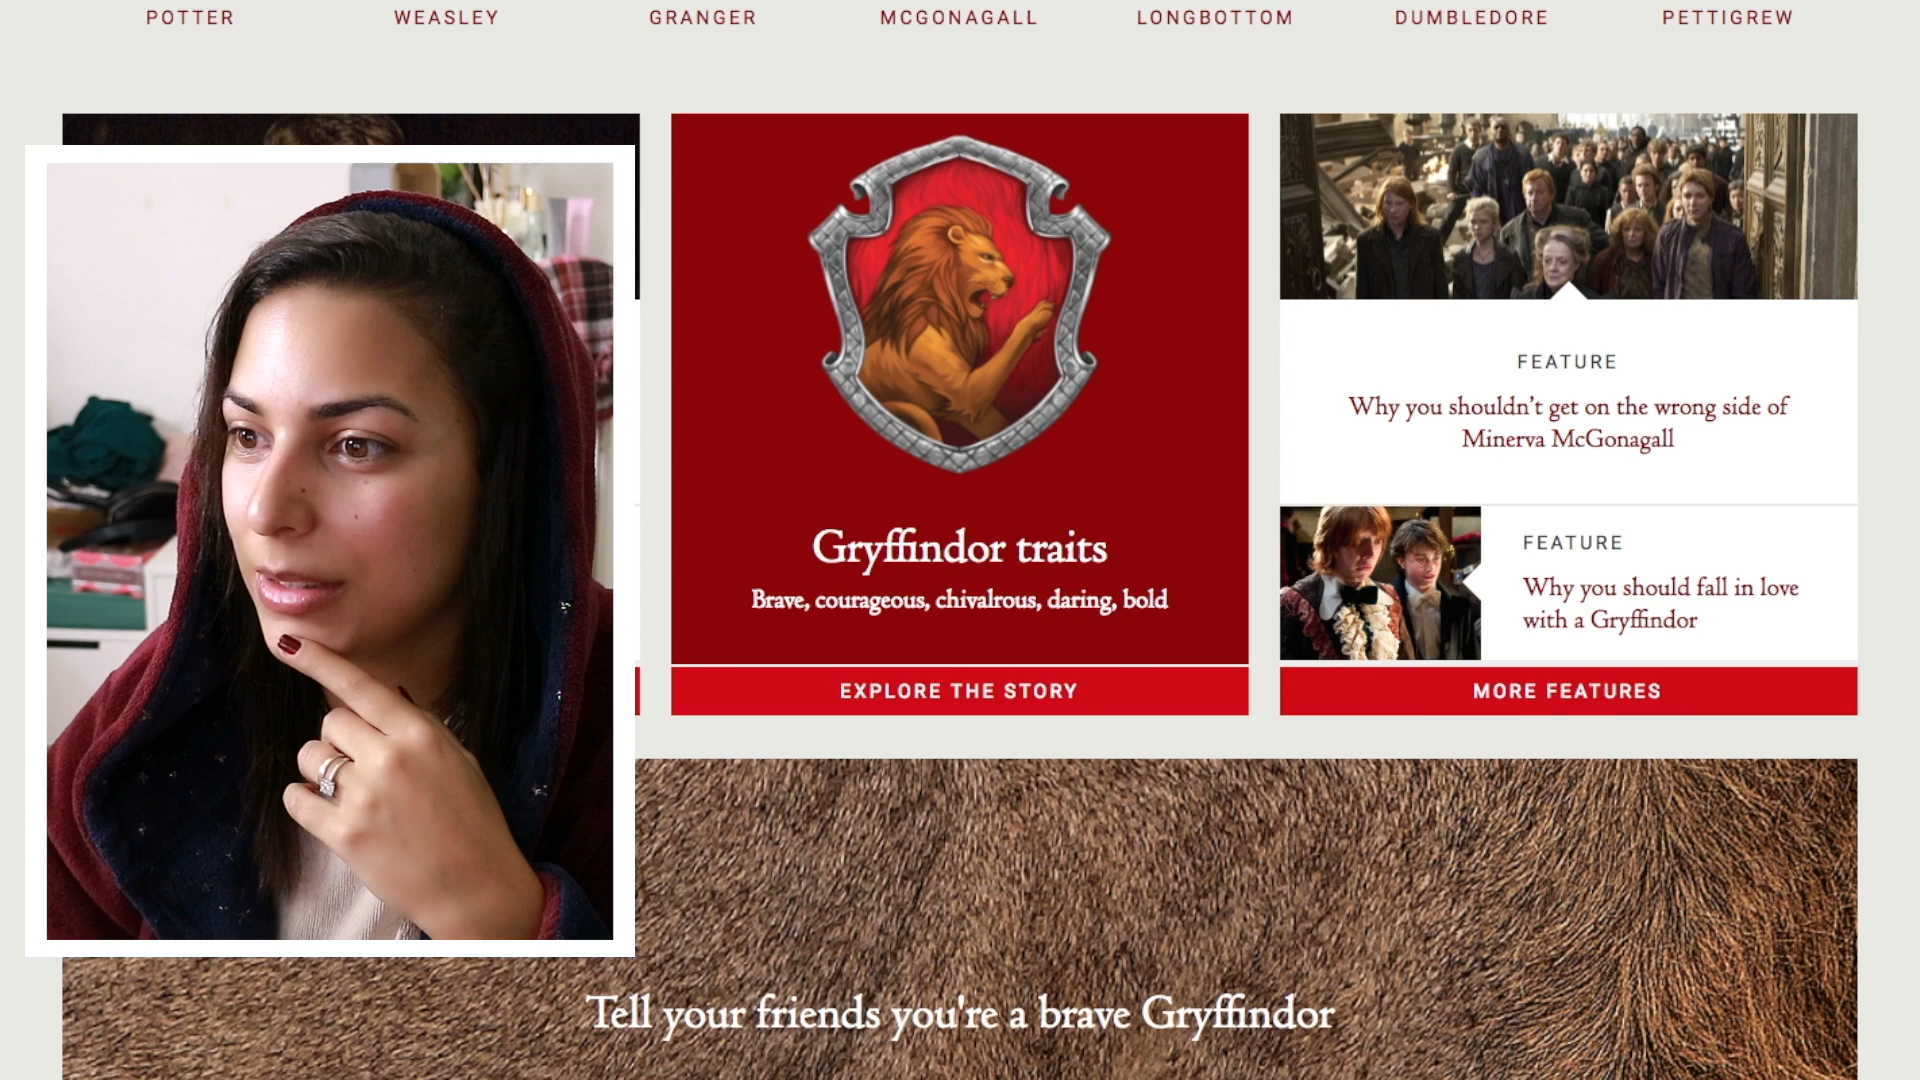 POTTER
WEASLEY
GRANGER
MCGONAGALL
LONGBOTTOM
DUMBLEDORE
PETTIGREW
Gryffindor traits
Brave, courageous, chivalrous, daring, bold
EXPLORE THE STORY
FEATURE
Why you shouldn’t get on the wrong side of
Minerva McGonagall
FEATURE
Why you should fall in love
with a Gryffindor
MORE FEATURES
Tell your friends you're a brave Gryffindor